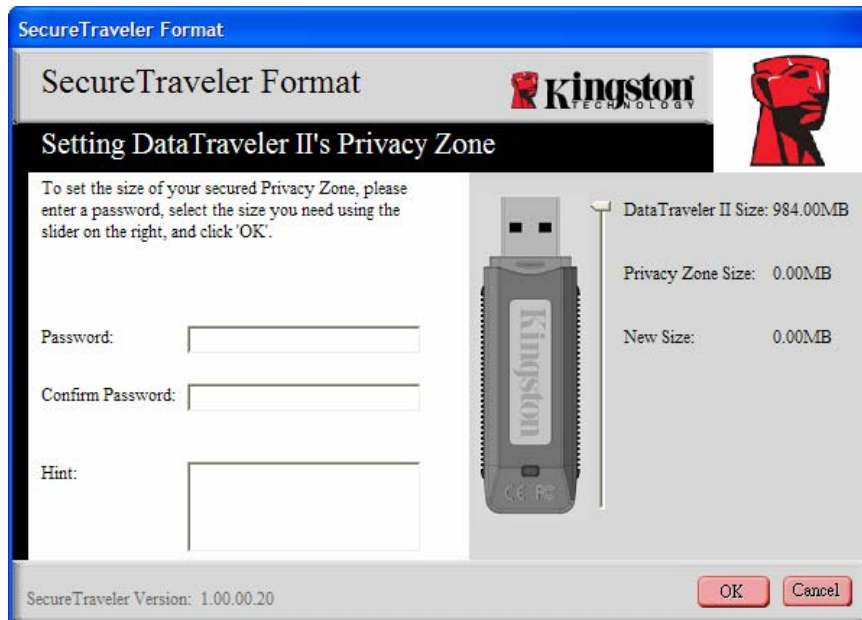 SecureTraveler Format
SecureTraveler Format
Kingston
TECHNOLOGY
Setting DataTraveler II's Privacy Zone
To set the size of your secured Privacy Zone, please
enter a password, select the size you need using the
slider on the right, and click 'OK'.
Password:
Confirm Password:
Hint:
Kingston
CE FC
DataTraveler II Size: 984.00MB
Privacy Zone Size: 0.00MB
New Size: 0.00MB
SecureTraveler Version: 1.00.00.20
OK
Cancel